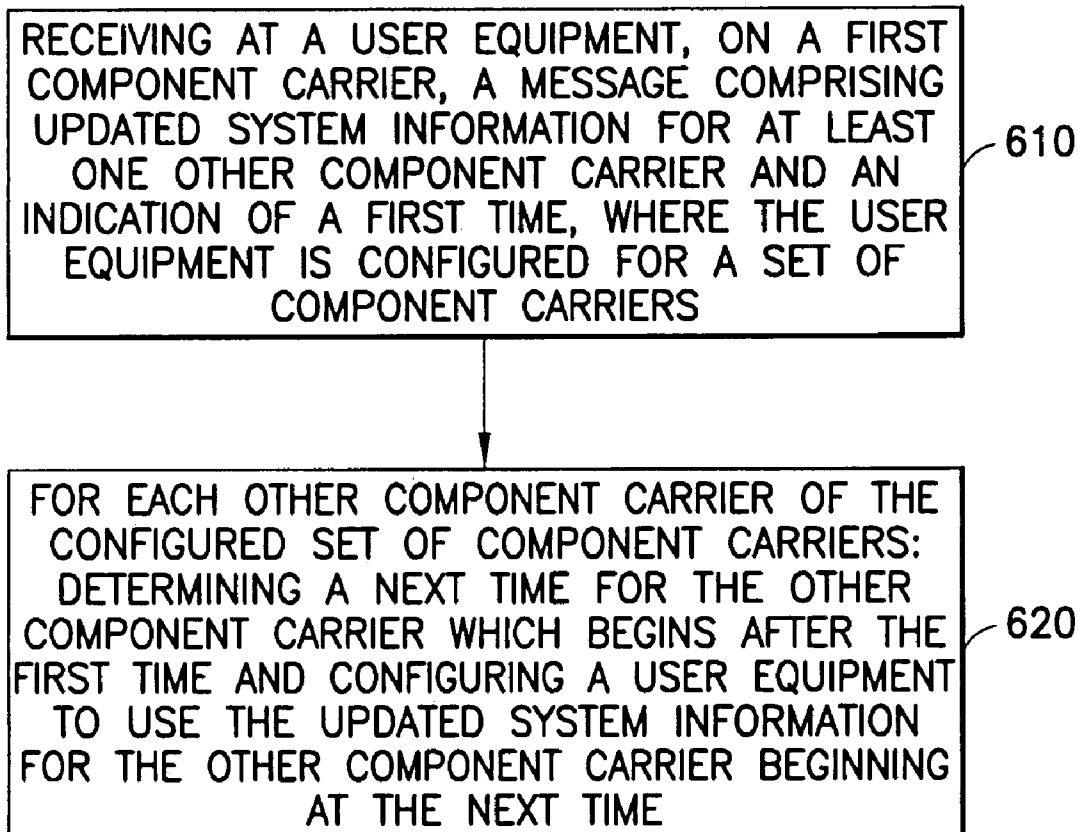 RECEIVING AT A USER EQUIPMENT, ON A FIRST
COMPONENT CARRIER, A MESSAGE COMPRISING
UPDATED SYSTEM INFORMATION FOR AT LEAST
ONE OTHER COMPONENT CARRIER AND AN
INDICATION OF A FIRST TIME, WHERE THE USER
EQUIPMENT IS CONFIGURED FOR A SET OF
COMPONENT CARRIERS
610
FOR EACH OTHER COMPONENT CARRIER OF THE
CONFIGURED SET OF COMPONENT CARRIERS:
DETERMINING A NEXT TIME FOR THE OTHER
COMPONENT CARRIER WHICH BEGINS AFTER THE
FIRST TIME AND CONFIGURING A USER EQUIPMENT
TO USE THE UPDATED SYSTEM INFORMATION
FOR THE OTHER COMPONENT CARRIER BEGINNING
AT THE NEXT TIME
620